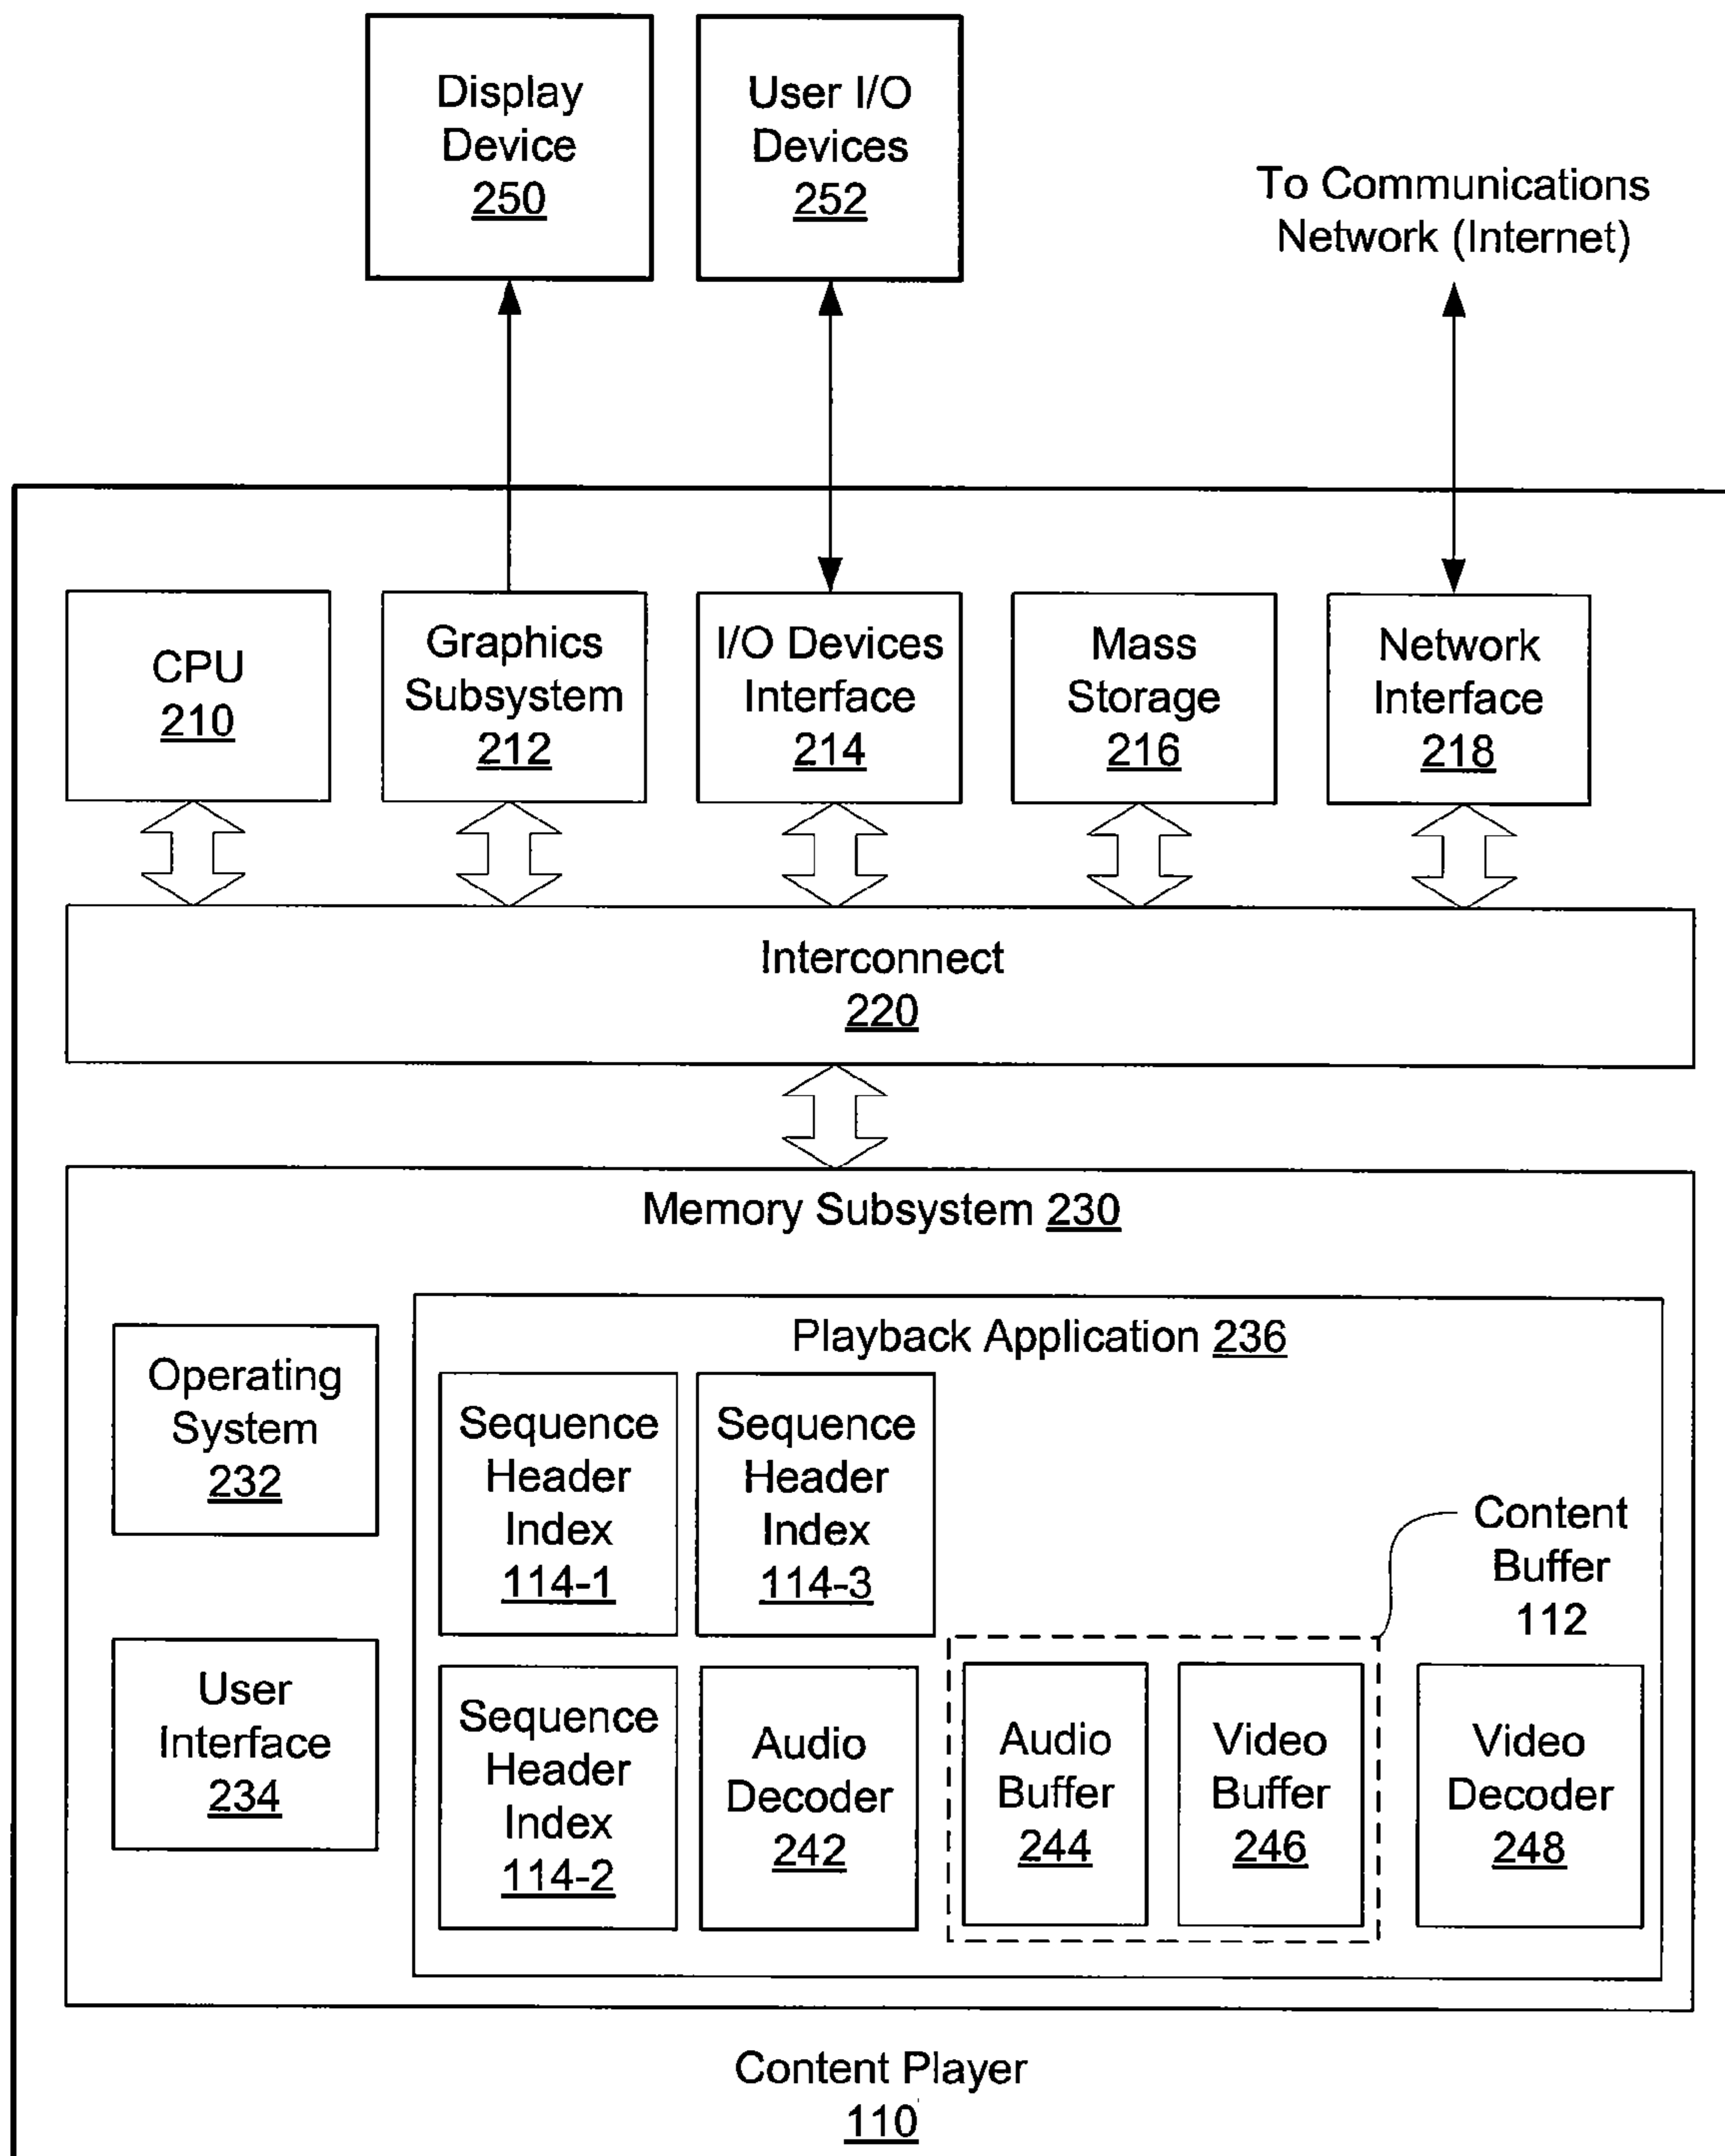 Display
Device
250
User I/O
Devices
252
To Communications
Network (Internet)
CPU
210
Graphics
Subsystem
212
I/O Devices
Interface
214
Mass
Storage
216
Network
Interface
218
Interconnect
220
Memory Subsystem 230
Operating
System
232
User
Interface
234
Playback Application 236
Sequence
Header
Index
114-1
Sequence
Header
Index
114-3
Content
Buffer
112
Sequence
Header
Index
114-2
Audio
Decoder
242
Audio
Buffer
244
Video
Buffer
246
Video
Decoder
248
Content Player
110